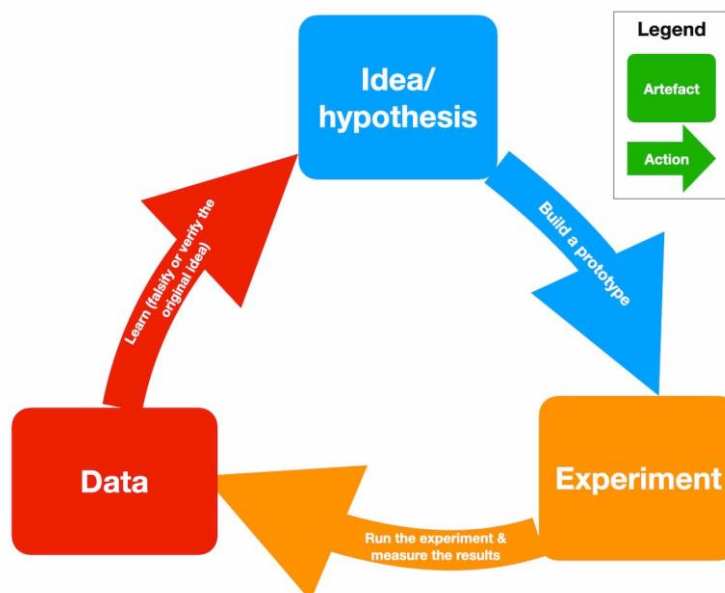 Legend
Artefact
Action
Idea/
hypothesis
Build a prototype
Experiment
Run the experiment &
measure the results
Data
Learn (falsify or verify the
original idea)